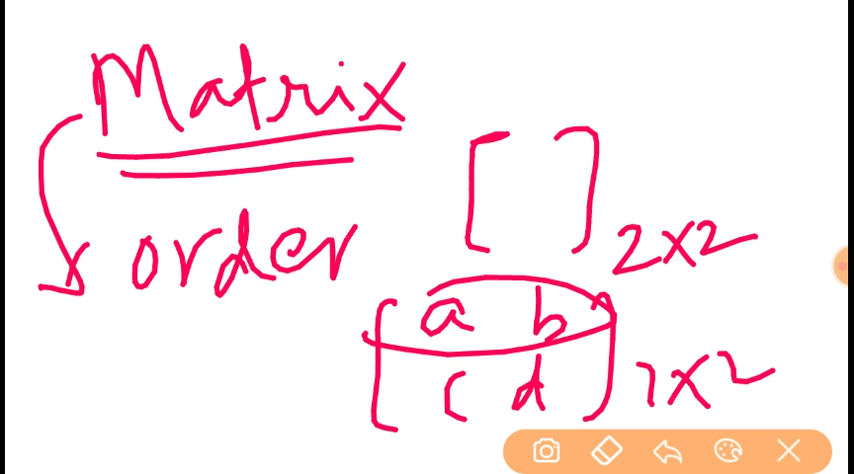 Matrix
[ ] 2x2
order
[ a b
c d ] 2x2